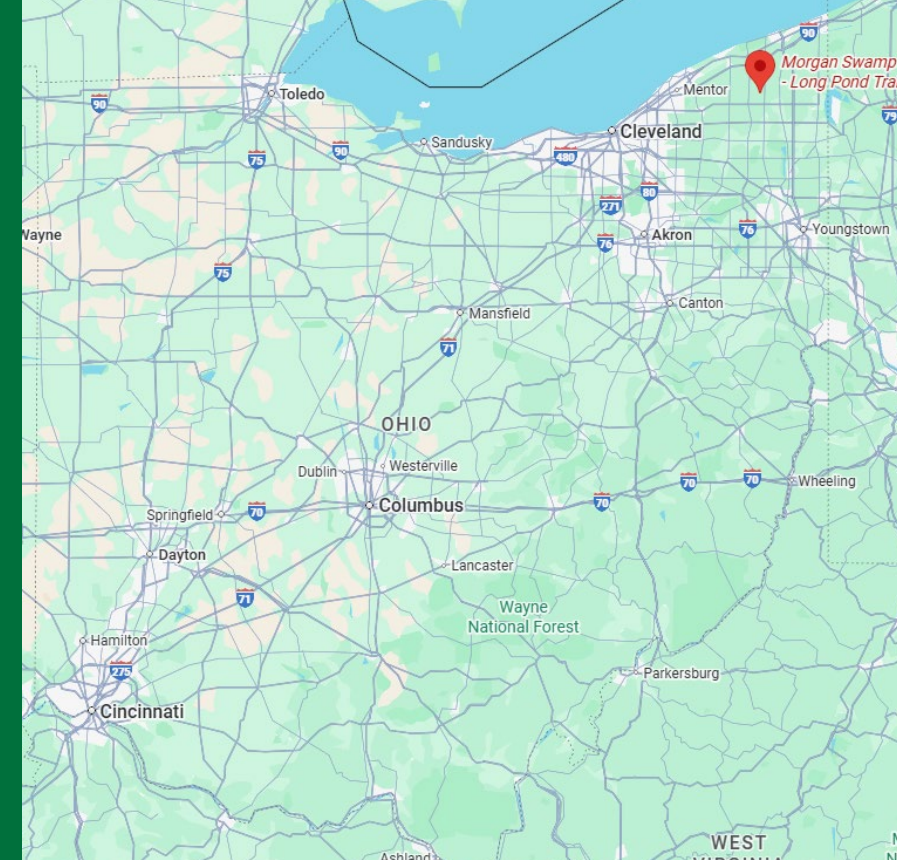 90
Morgan Swamp
- Long Pond Tra
Mentor
79
Toledo
90
Cleveland
Sandusky
75
90
480
80
271
Wayne
76
Akron
76
Youngstown
75
Canton
Mansfield
71
OHIO
Dublin
Westerville
70
70
Wheeling
70
Columbus
Springfield
70
Dayton
Lancaster
71
Wayne
National Forest
Hamilton
275
Parkersburg
Cincinnati
WEST
VIRGINIA
Ashland